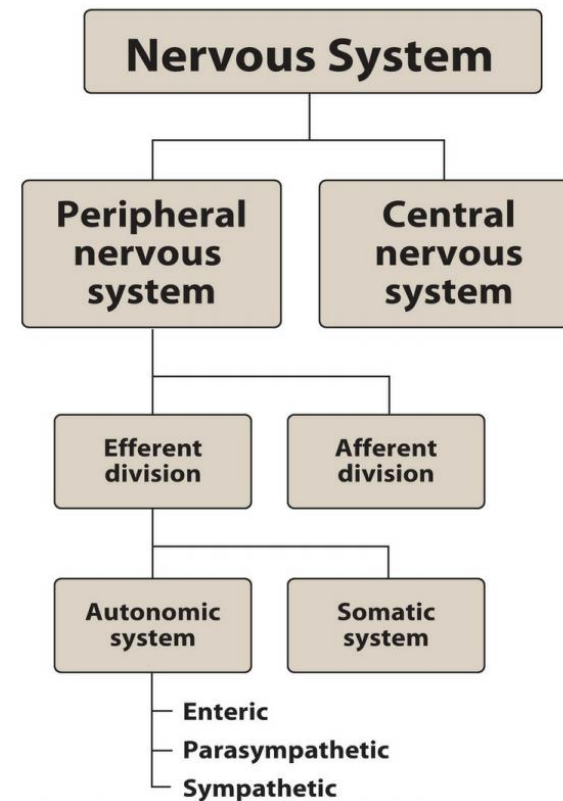 Nervous System
Peripheral
nervous
system
Central
nervous
system
Efferent
division
Afferent
division
Autonomic
system
Somatic
system
Enteric
Parasympathetic
Sympathetic